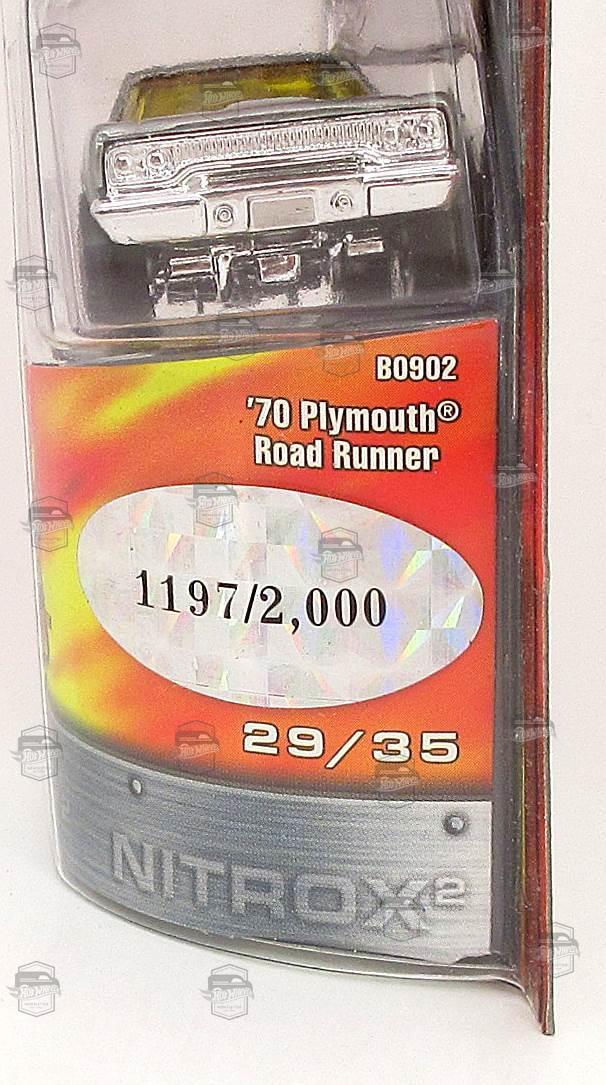 B0902
'70 Plymouth®
Road Runner
1197/2,000
29/35
NITROX2